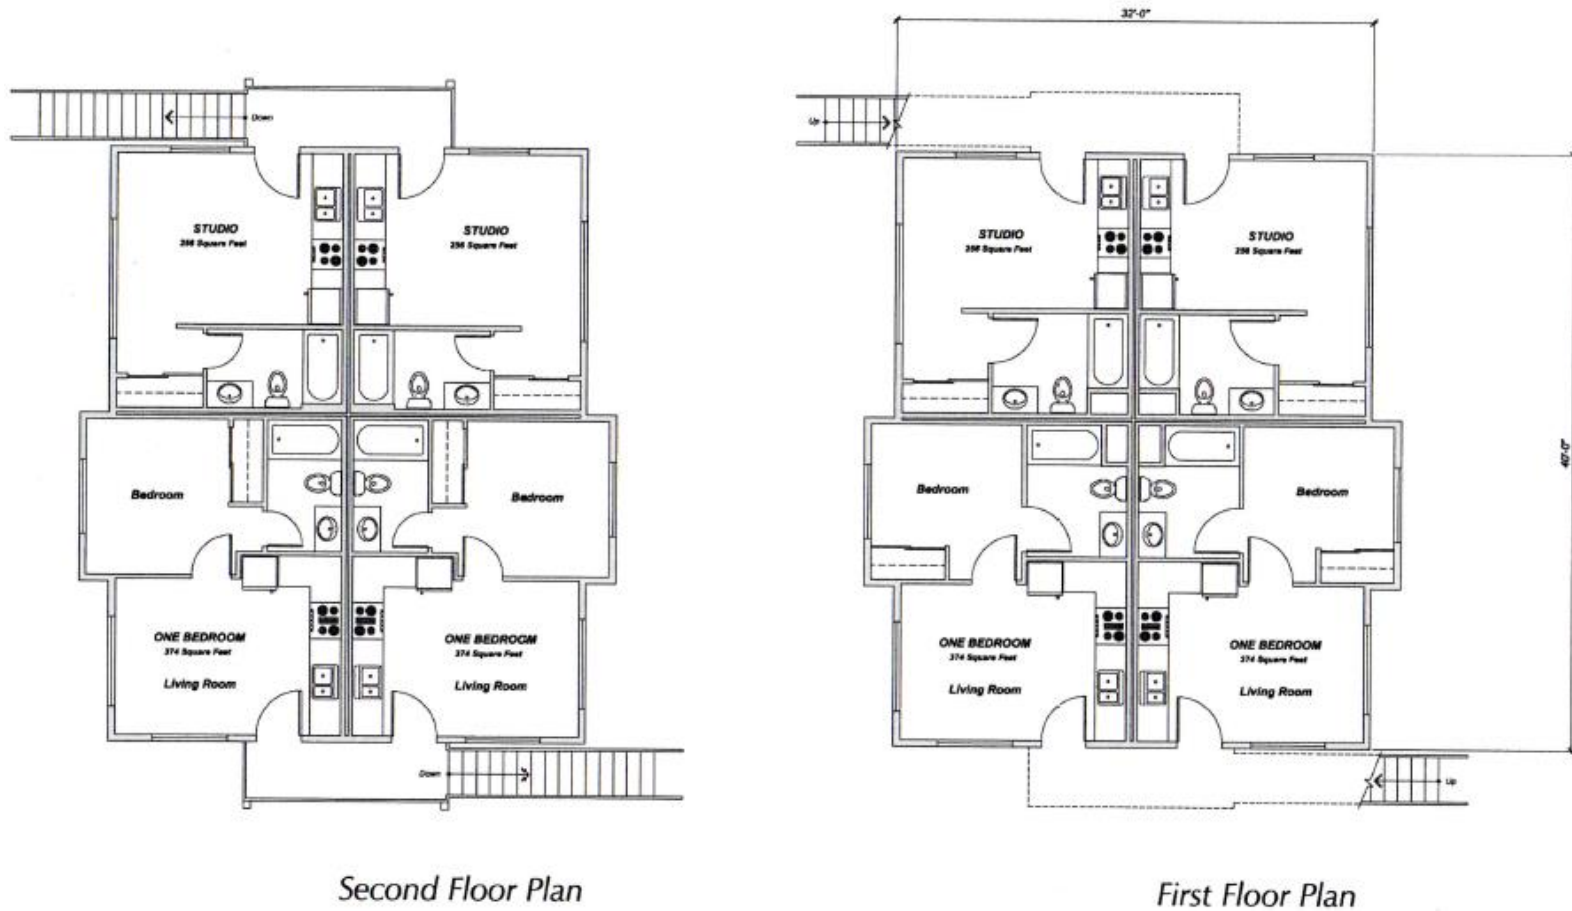 32'-0"
Down
Up
STUDIO
256 Square Feet
STUDIO
256 Square Feet
STUDIO
256 Square Feet
STUDIO
256 Square Feet
40'-0"
Bedroom
Bedroom
Bedroom
Bedroom
ONE BEDROOM
374 Square Feet
Living Room
ONE BEDROOM
374 Square Feet
Living Room
ONE BEDROOM
374 Square Feet
Living Room
ONE BEDROOM
374 Square Feet
Living Room
Down
Up
Second Floor Plan
First Floor Plan